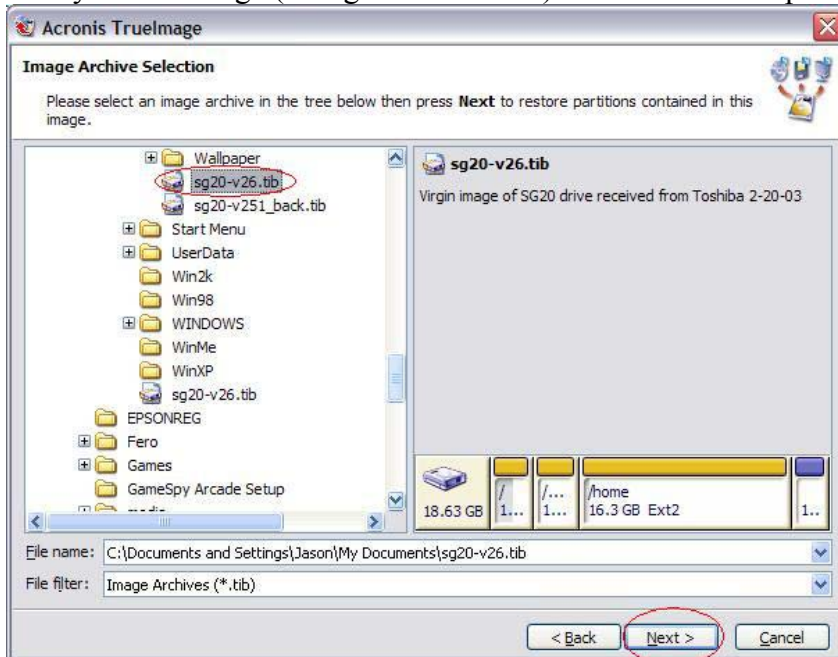 Acronis TrueImage
Image Archive Selection
Please select an image archive in the tree below then press Next to restore partitions contained in this
image.
Wallpaper
sg20-v26.tib
sg20-v251_back.tib
Start Menu
UserData
Win2k
Win98
WINDOWS
WinMe
WinXP
sg20-v26.tib
EPSONREG
Fero
Games
GameSpy Arcade Setup
sg20-v26.tib
Virgin image of SG20 drive received from Toshiba 2-20-03
18.63 GB
/
1...
/...
1...
/home
16.3 GB Ext2
1..
File name: C:\Documents and Settings\Jason\My Documents\sg20-v26.tib
File filter: Image Archives (*.tib)
< Back Next > Cancel